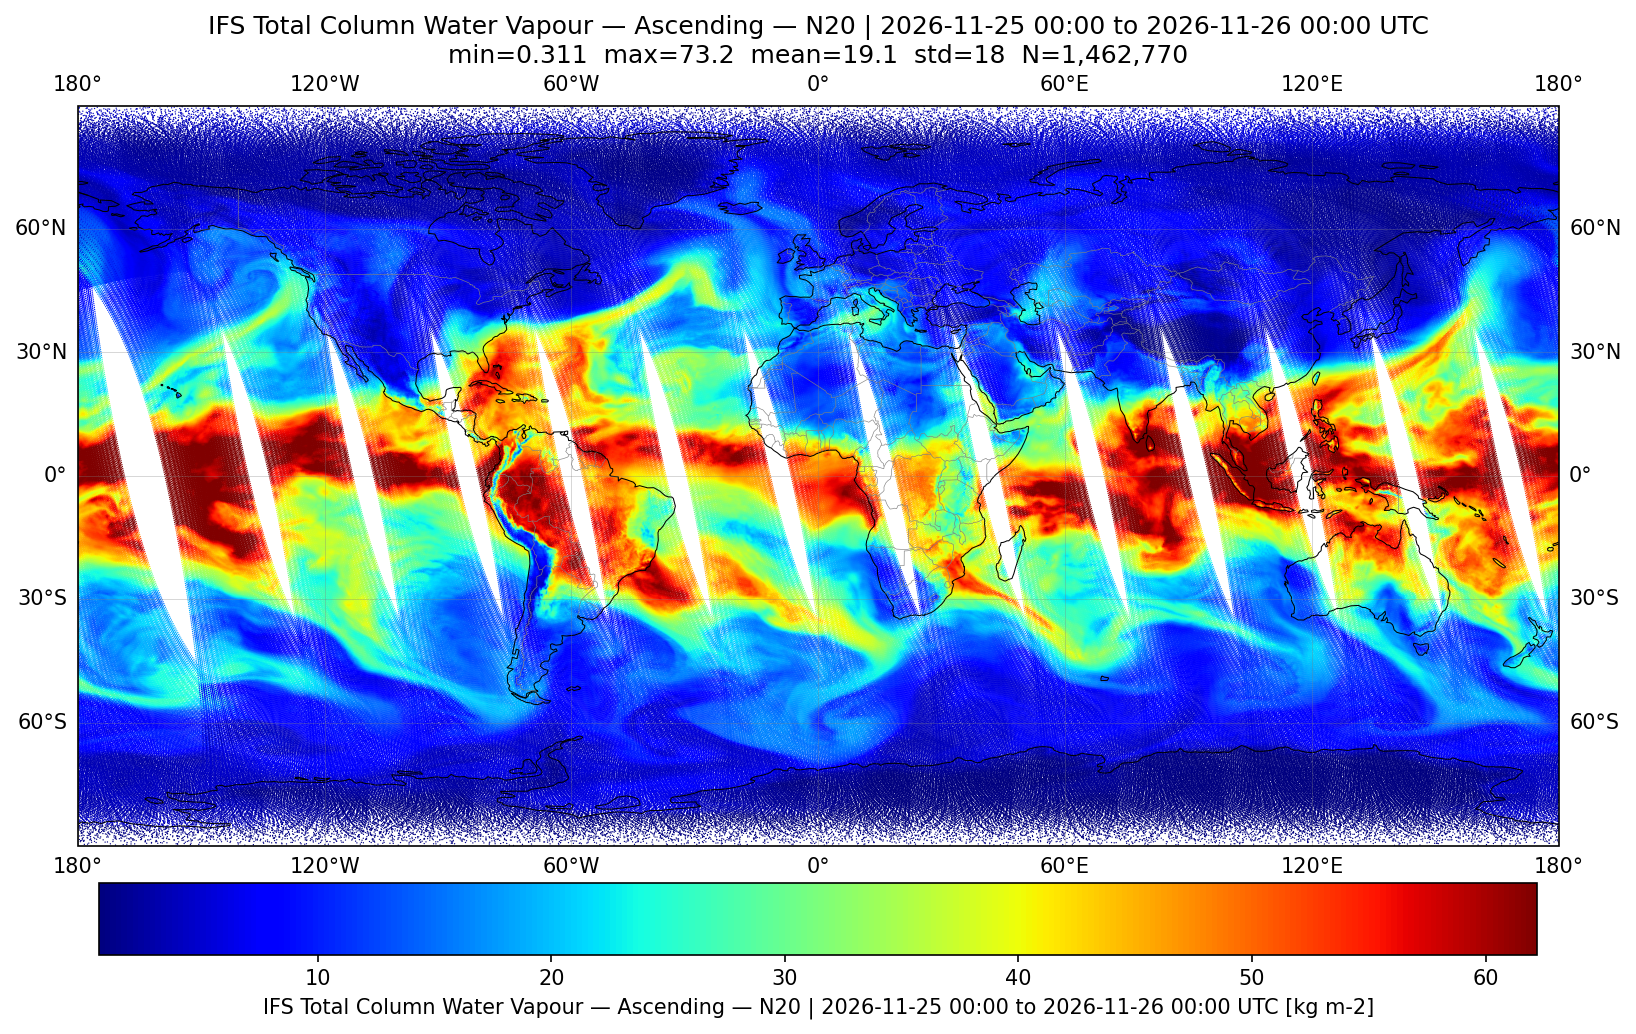 IFS Total Column Water Vapour — Ascending — N20 | 2026-11-25 00:00 to 2026-11-26 00:00 UTC
min=0.311 max=73.2 mean=19.1 std=18 N=1,462,770
180° 120°W 60°W 0° 60°E 120°E 180°
60°N 60°N
30°N 30°N
0° 0°
30°S 30°S
60°S 60°S
180° 120°W 60°W 0° 60°E 120°E 180°
10 20 30 40 50 60
IFS Total Column Water Vapour — Ascending — N20 | 2026-11-25 00:00 to 2026-11-26 00:00 UTC [kg m-2]